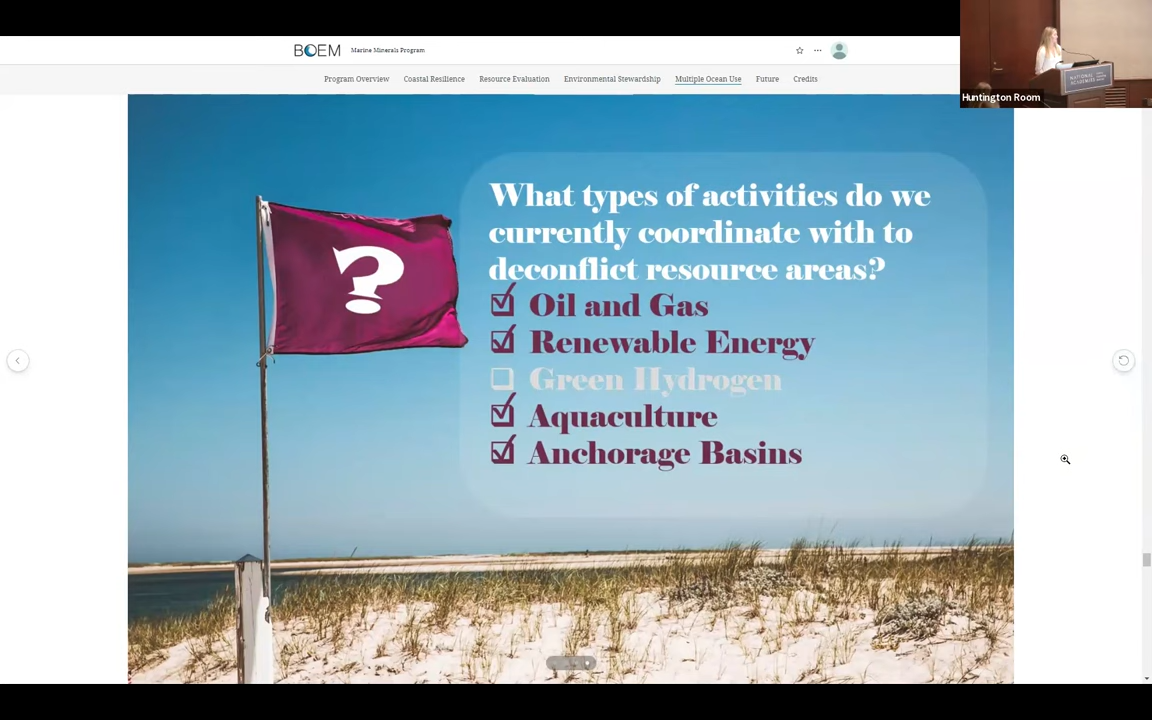 BOEM
Marine Minerals Program
Program Overview
Coastal Resilience
Resource Evaluation
Environmental Stewardship
Multiple Ocean Use
Future
Credits
Huntington Room
NATIONAL
ACADEMIES
?
What types of activities do we
currently coordinate with to
deconflict resource areas?
Oil and Gas
Renewable Energy
Green Hydrogen
Aquaculture
Anchorage Basins